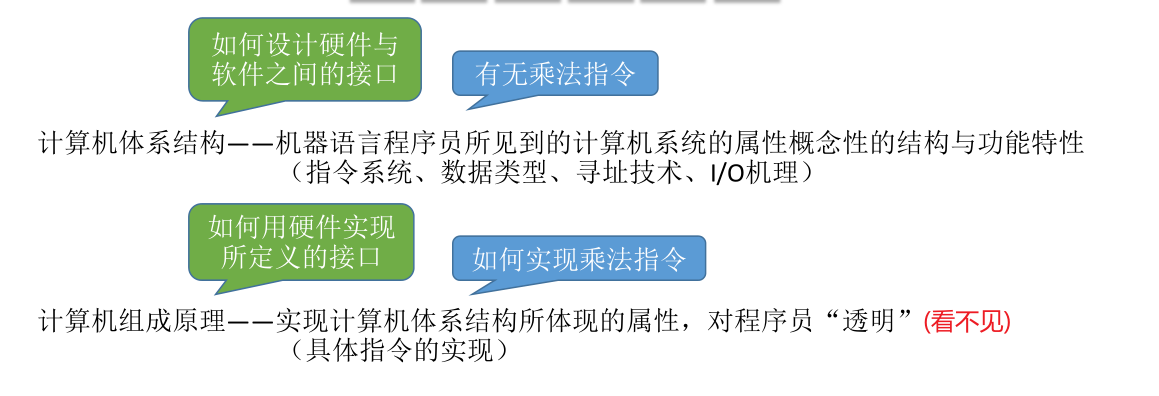 如何设计硬件与
软件之间的接口
有无乘法指令
计算机体系结构——机器语言程序员所见到的计算机系统的属性概念性的结构与功能特性
（指令系统、数据类型、寻址技术、I/O机理）
如何用硬件实现
所定义的接口
如何实现乘法指令
计算机组成原理——实现计算机体系结构所体现的属性，对程序员“透明”(看不见)
（具体指令的实现）